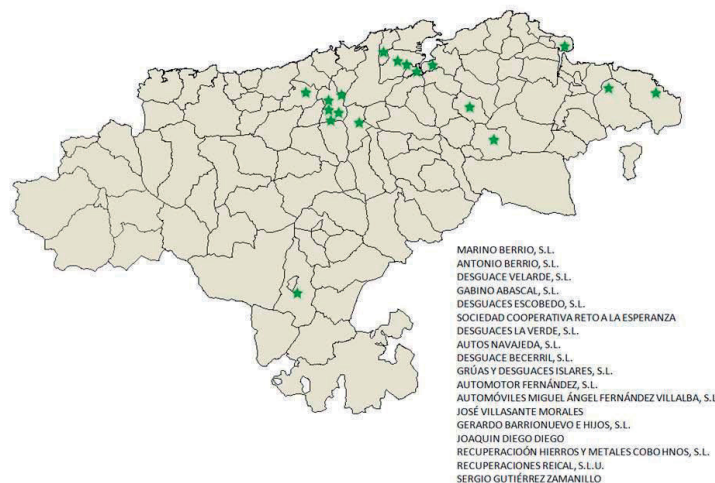 MARINO BERRIO, S.L.
ANTONIO BERRIO, S.L.
DESGUACE VELARDE, S.L.
GABINO ABASCAL, S.L.
DESGUACES ESCOBEDO, S.L.
SOCIEDAD COOPERATIVA RETO A LA ESPERANZA
DESGUACES LA VERDE, S.L.
AUTOS NAVAJEDA, S.L.
DESGUACE BECERRIL, S.L.
GRÚAS Y DESGUACES ISLARES, S.L.
AUTOMOTOR FERNÁNDEZ, S.L.
AUTOMÓVILES MIGUEL ÁNGEL FERNÁNDEZ VILLALBA, S.L
JOSÉ VILLASANTE MORALES
GERARDO BARRIONUEVO E HIJOS, S.L.
JOAQUIN DIEGO DIEGO
RECUPERACIOÓN HIERROS Y METALES COBO HNOS, S.L.
RECUPERACIONES REICAL, S.L.U.
SERGIO GUTIÉRREZ ZAMANILLO